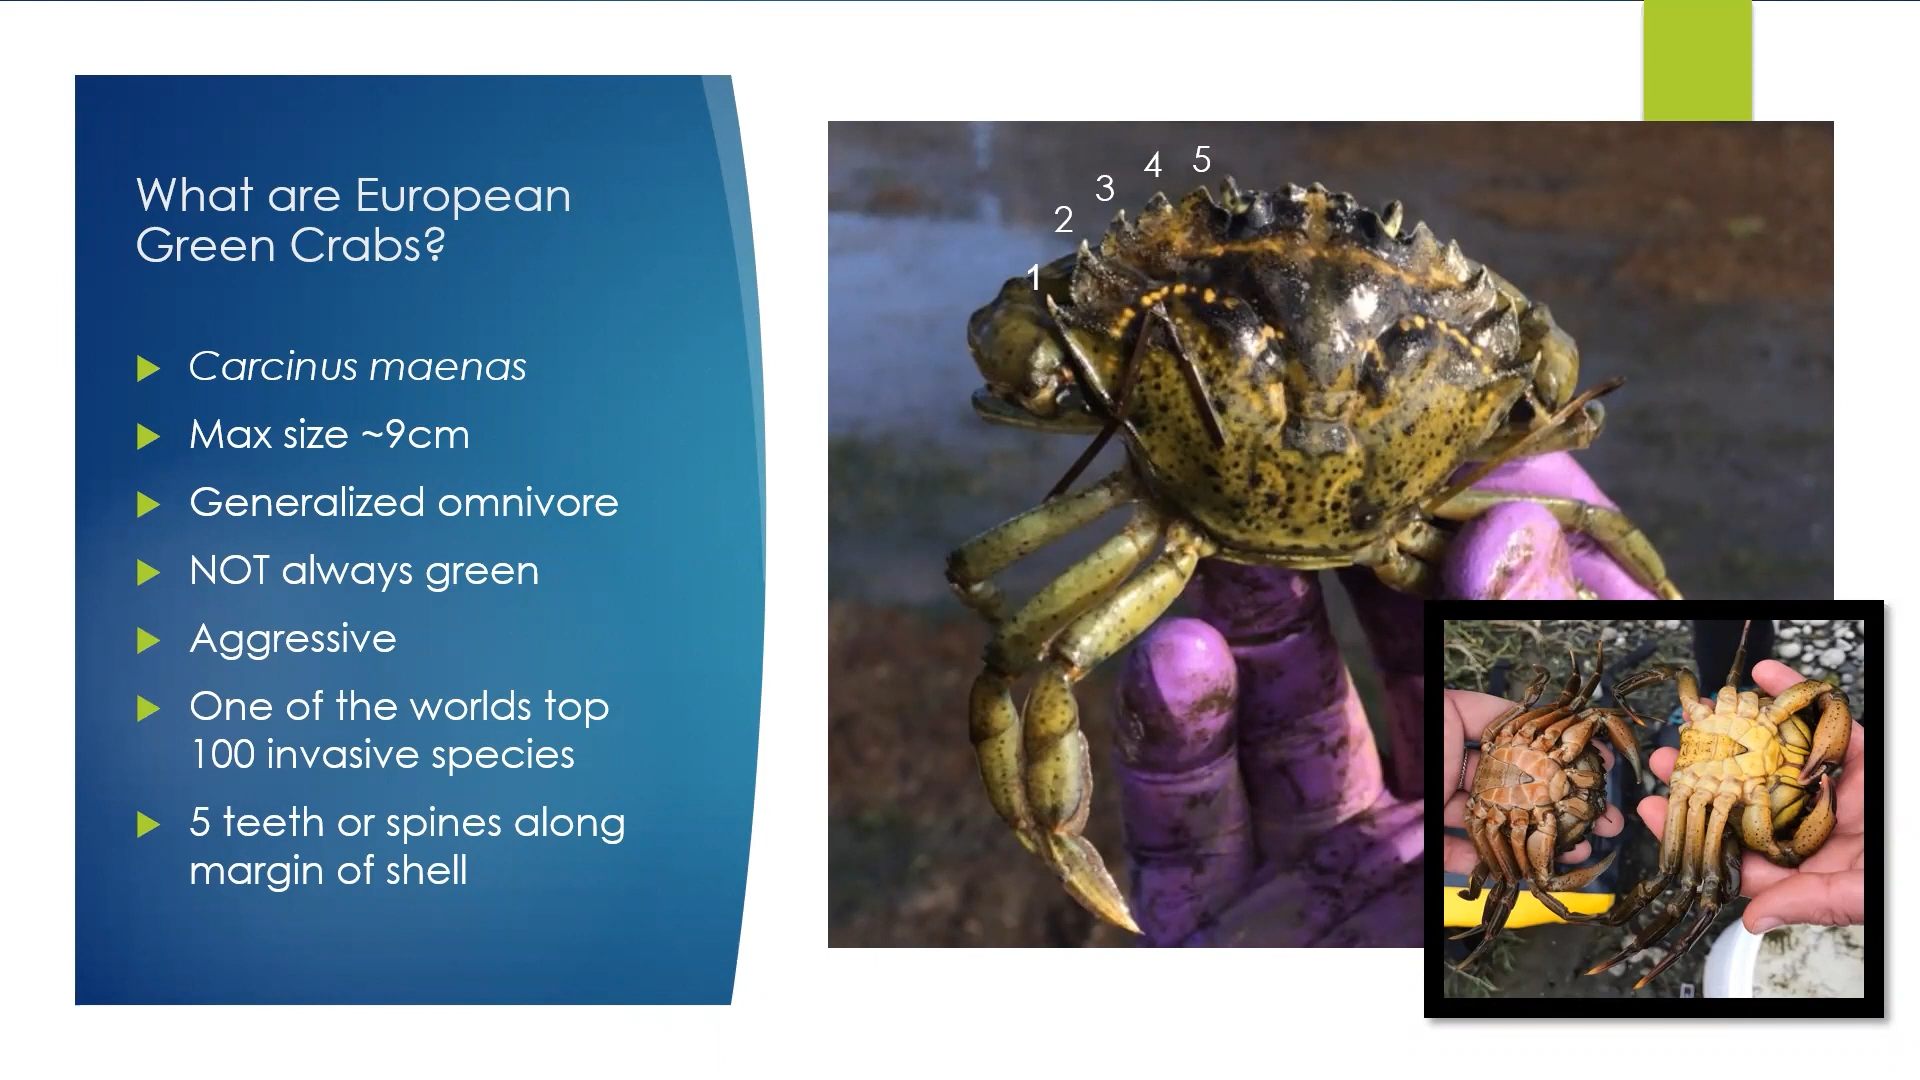 What are European
Green Crabs?
Carcinus maenas
Max size ~9cm
Generalized omnivore
NOT always green
Aggressive
One of the worlds top
100 invasive species
5 teeth or spines along
margin of shell
1
2
3
4
5